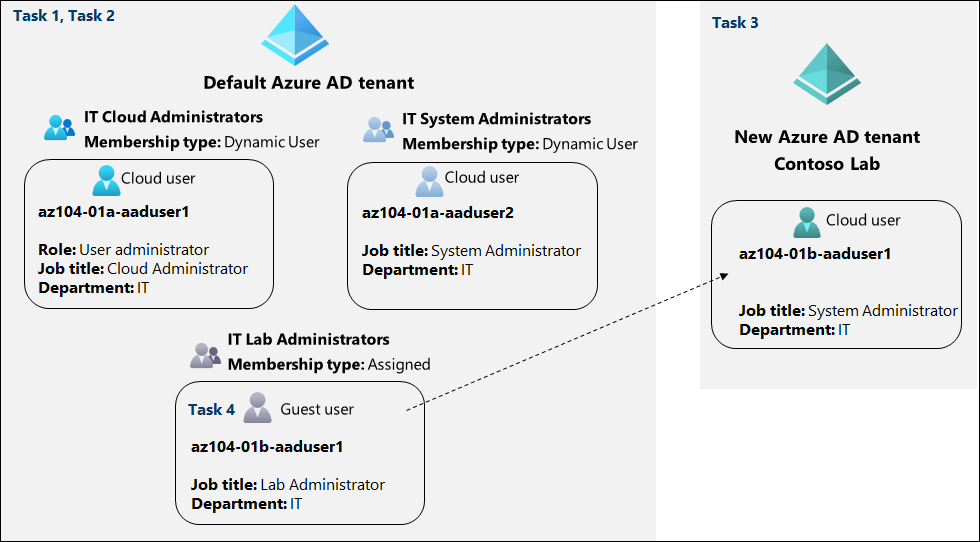 Task 1, Task 2
Default Azure AD tenant
IT Cloud Administrators
Membership type: Dynamic User
Cloud user
az104-01a-aaduser1
Role: User administrator
Job title: Cloud Administrator
Department: IT
IT System Administrators
Membership type: Dynamic User
Cloud user
az104-01a-aaduser2
Job title: System Administrator
Department: IT
IT Lab Administrators
Membership type: Assigned
Task 4 Guest user
az104-01b-aaduser1
Job title: Lab Administrator
Department: IT
Task 3
New Azure AD tenant
Contoso Lab
Cloud user
az104-01b-aaduser1
Job title: System Administrator
Department: IT